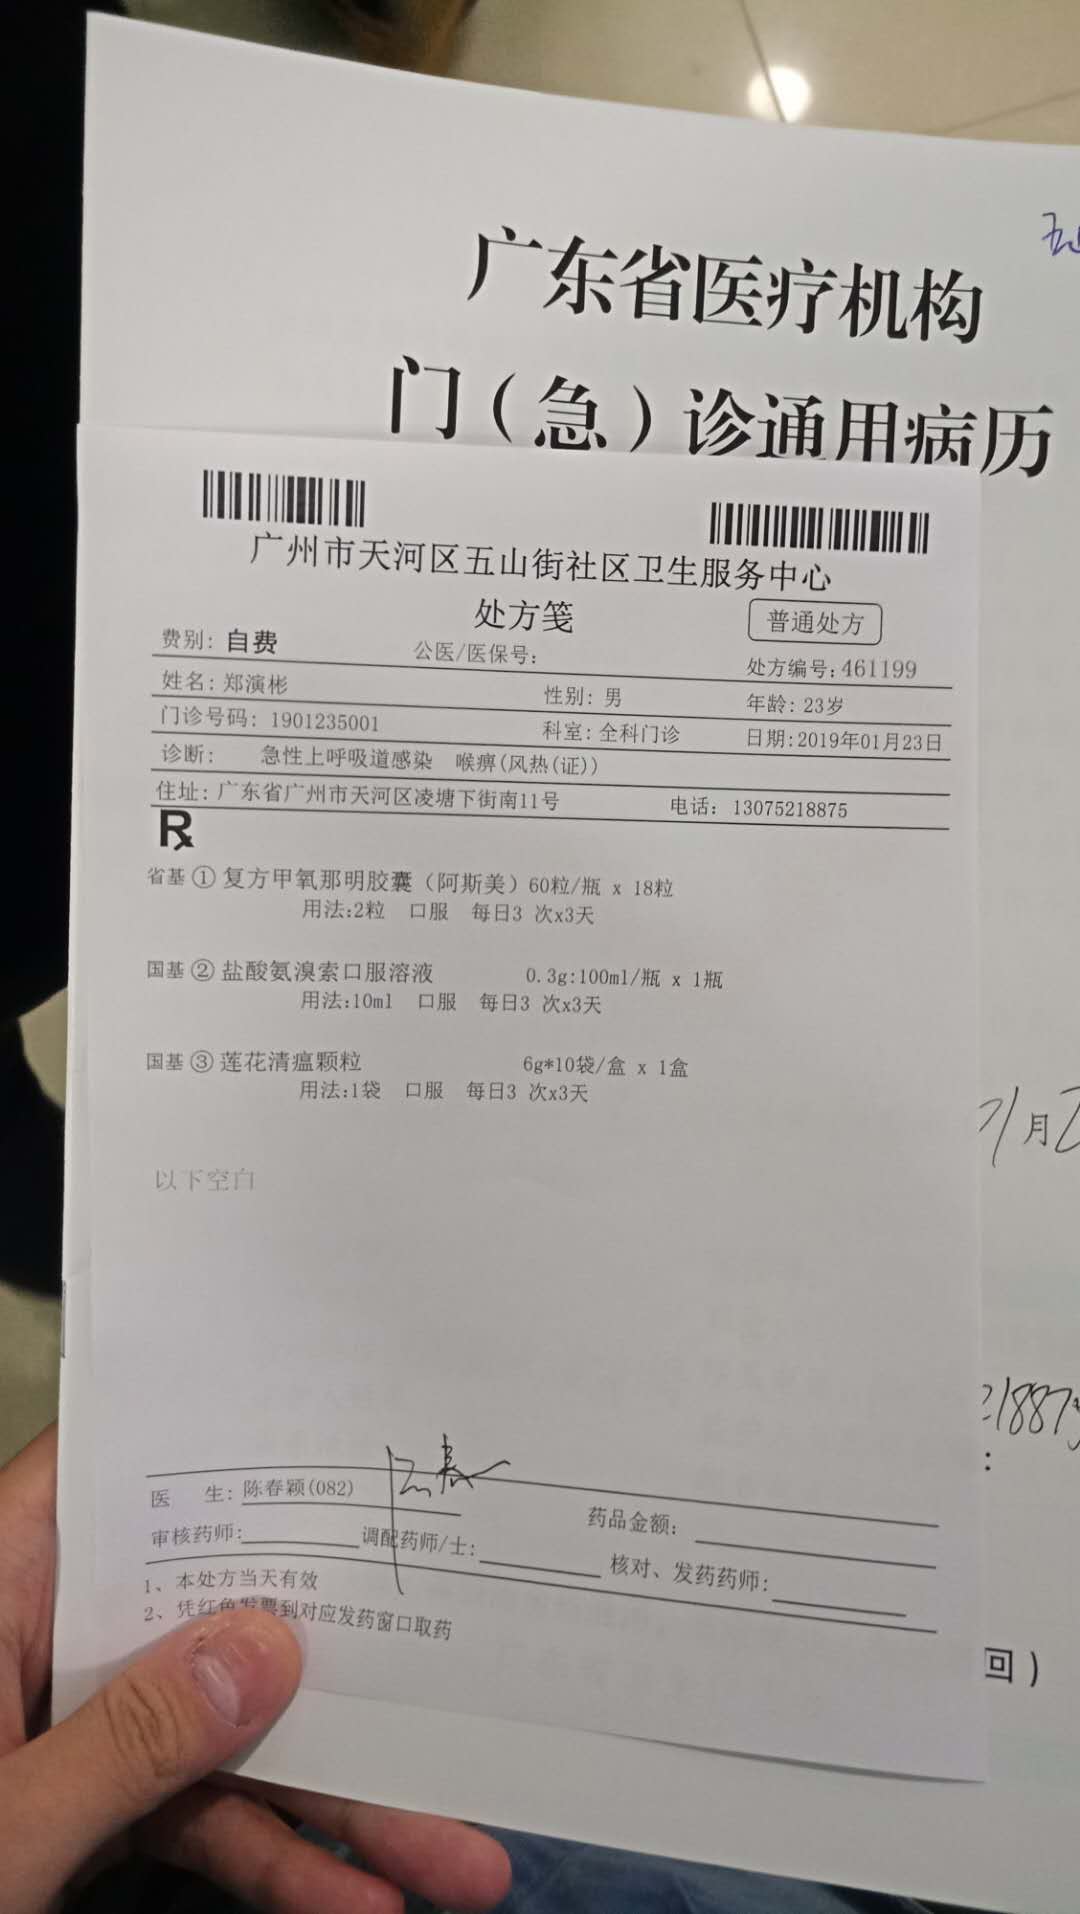 五
广东省医疗机构
门（急）诊通用病历
广州市天河区五山街社区卫生服务中心
处方笺
普通处方
费别：自费 公医/医保号： 处方编号：461199
姓名：郑演彬 性别：男 年龄：23岁
门诊号码：1901235001 科室：全科门诊 日期：2019年01月23日
诊断： 急性上呼吸道感染 喉痹(风热(证))
住址：广东省广州市天河区凌塘下街南11号 电话：13075218875
R
省基 ① 复方甲氧那明胶囊（阿斯美）60粒/瓶 x 18粒
用法:2粒 口服 每日3 次x3天
国基 ② 盐酸氨溴索口服溶液 0.3g:100ml/瓶 x 1瓶
用法:10ml 口服 每日3 次x3天
国基 ③ 莲花清瘟颗粒 6g*10袋/盒 x 1盒
用法:1袋 口服 每日3 次x3天
月
以下空白
21887
：
医 生：陈春颖(082)
药品金额：
审核药师： 调配药师/士： 核对、发药药师：
1、本处方当天有效
2、凭红色发票到对应发药窗口取药
回）